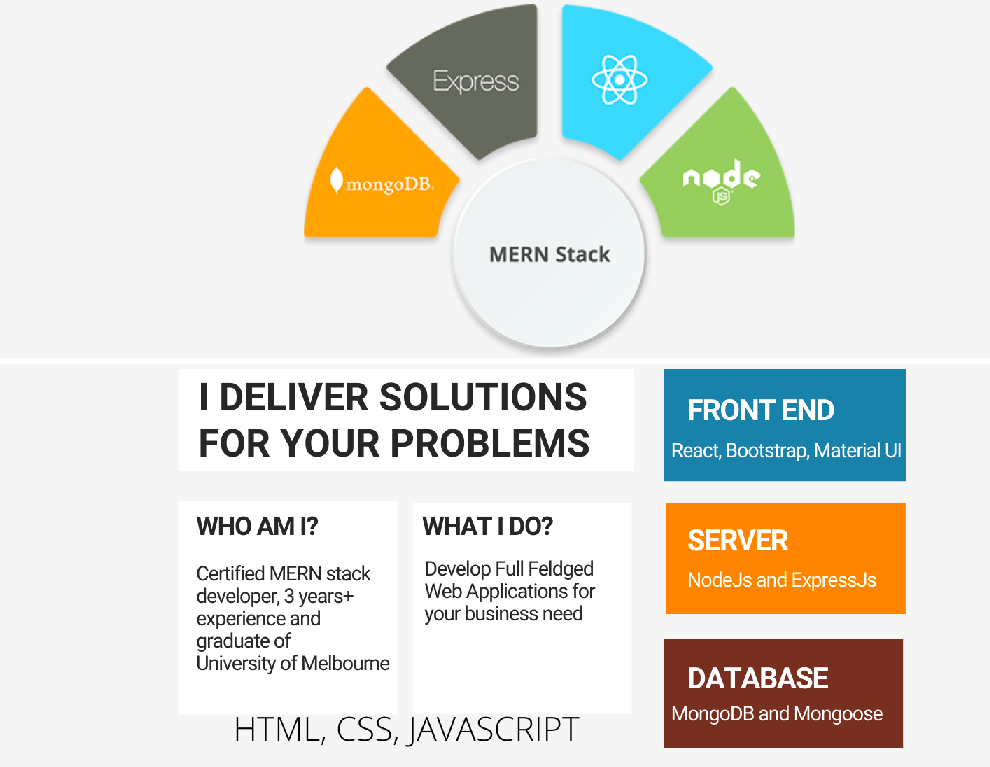 Express
mongoDB.
node
JS
MERN Stack
I DELIVER SOLUTIONS
FOR YOUR PROBLEMS
WHO AM I?
Certified MERN stack
developer, 3 years+
experience and
graduate of
University of Melbourne
WHAT I DO?
Develop Full Feldged
Web Applications for
your business need
HTML, CSS, JAVASCRIPT
FRONT END
React, Bootstrap, Material UI
SERVER
NodeJs and ExpressJs
DATABASE
MongoDB and Mongoose